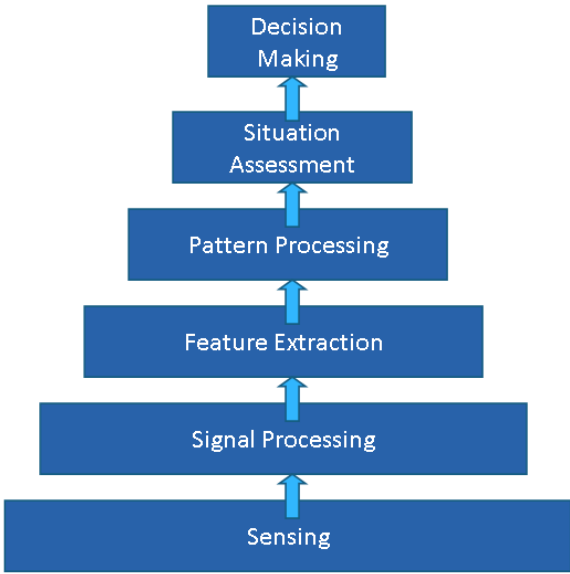 Decision
Making
Situation
Assessment
Pattern Processing
Feature Extraction
Signal Processing
Sensing